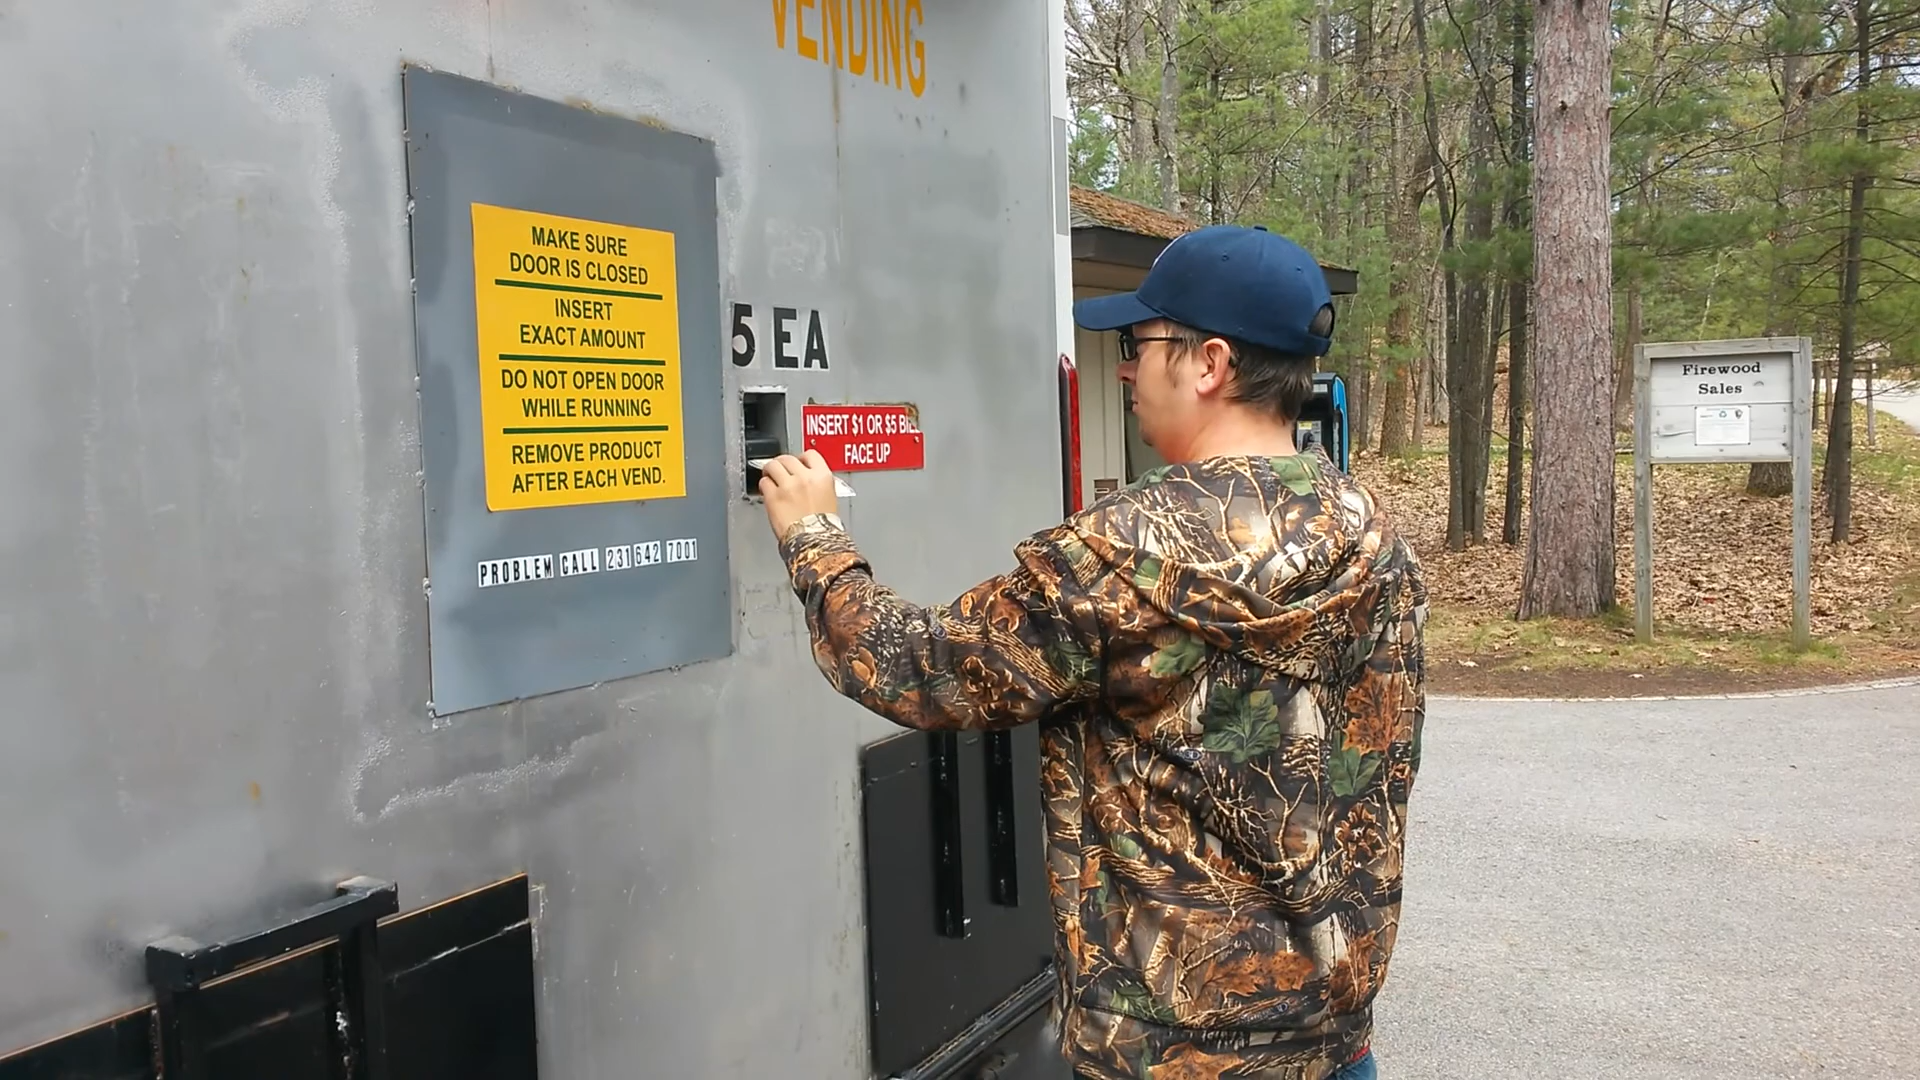 VENDING
MAKE SURE
DOOR IS CLOSED
INSERT
EXACT AMOUNT
DO NOT OPEN DOOR
WHILE RUNNING
REMOVE PRODUCT
AFTER EACH VEND.
PROBLEM CALL 231 642 7001
5 EA
INSERT $1 OR $5 BILL
FACE UP
Firewood
Sales